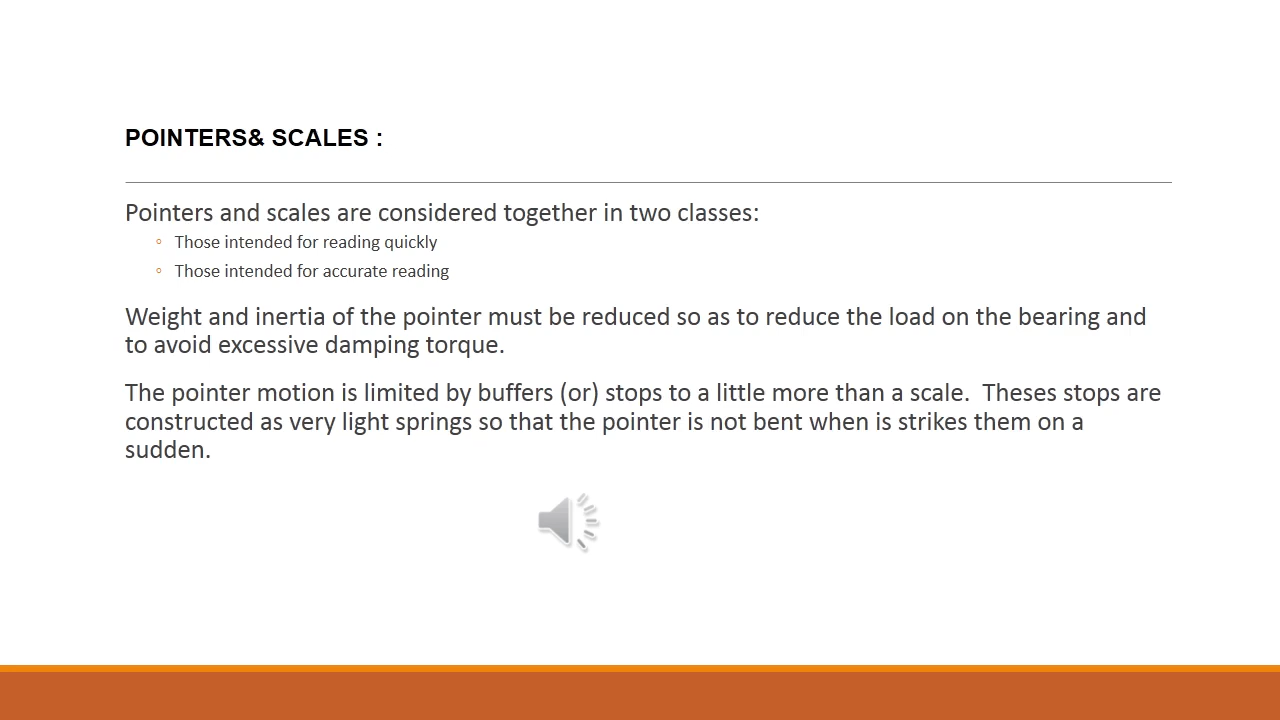 POINTERS& SCALES :
Pointers and scales are considered together in two classes:
◦ Those intended for reading quickly
◦ Those intended for accurate reading
Weight and inertia of the pointer must be reduced so as to reduce the load on the bearing and
to avoid excessive damping torque.
The pointer motion is limited by buffers (or) stops to a little more than a scale.  Theses stops are
constructed as very light springs so that the pointer is not bent when is strikes them on a
sudden.